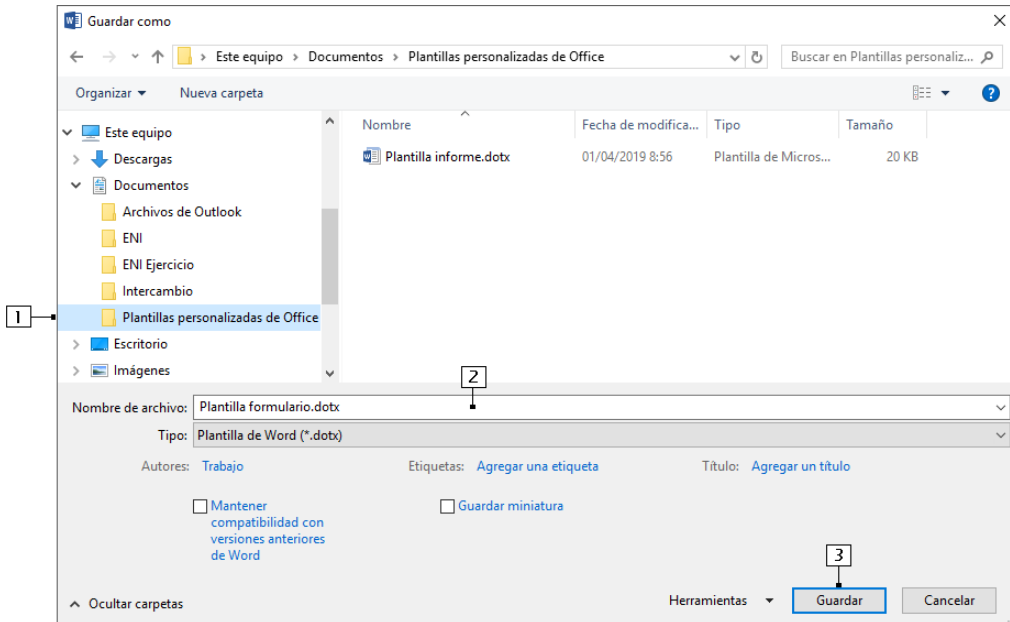 Guardar como
Este equipo > Documentos > Plantillas personalizadas de Office
Buscar en Plantillas personaliz...
Organizar
Nueva carpeta
Este equipo
Descargas
Documentos
Archivos de Outlook
ENI
ENI Ejercicio
Intercambio
1
Plantillas personalizadas de Office
Escritorio
Imágenes
Nombre Fecha de modifica... Tipo Tamaño
Plantilla informe.dotx 01/04/2019 8:56 Plantilla de Micros... 20 KB
2
Nombre de archivo: Plantilla formulario.dotx
Tipo: Plantilla de Word (*.dotx)
Autores: Trabajo Etiquetas: Agregar una etiqueta Título: Agregar un título
Mantener
compatibilidad con
versiones anteriores
de Word
Guardar miniatura
3
Ocultar carpetas
Herramientas Guardar Cancelar